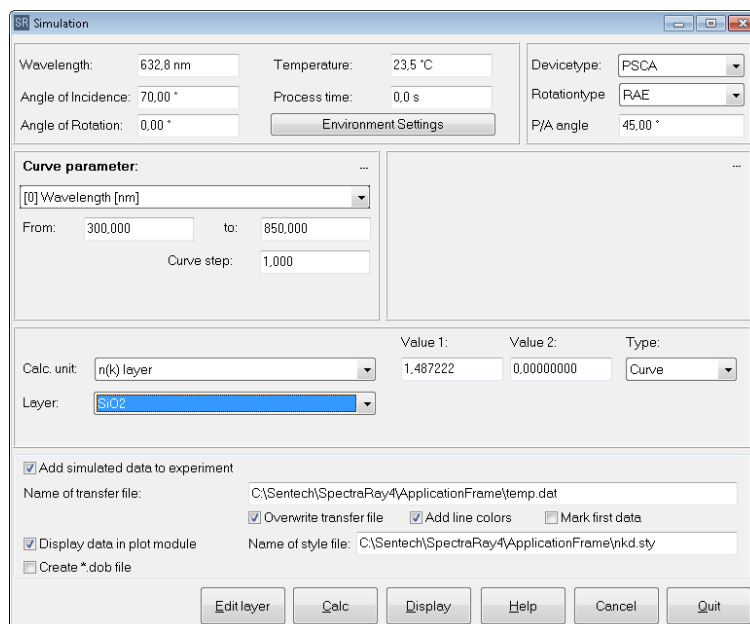 SR Simulation
Wavelength: 632,8 nm Temperature: 23,5 °C Devicetype: PSCA
Angle of Incidence: 70,00 ° Process time: 0,0 s Rotationtype RAE
Angle of Rotation: 0,00 ° Environment Settings P/A angle 45,00 °
Curve parameter: ... ...
[0] Wavelength [nm]
From: 300,000 to: 850,000
Curve step: 1,000
Value 1: Value 2: Type:
Calc. unit: n(k) layer 1,487222 0,00000000 Curve
Layer: SiO2
Add simulated data to experiment
Name of transfer file: C:\Sentech\SpectraRay4\ApplicationFrame\temp.dat
Overwrite transfer file Add line colors Mark first data
Display data in plot module Name of style file: C:\Sentech\SpectraRay4\ApplicationFrame\nkd.sty
Create *.dob file
Edit layer Calc Display Help Cancel Quit